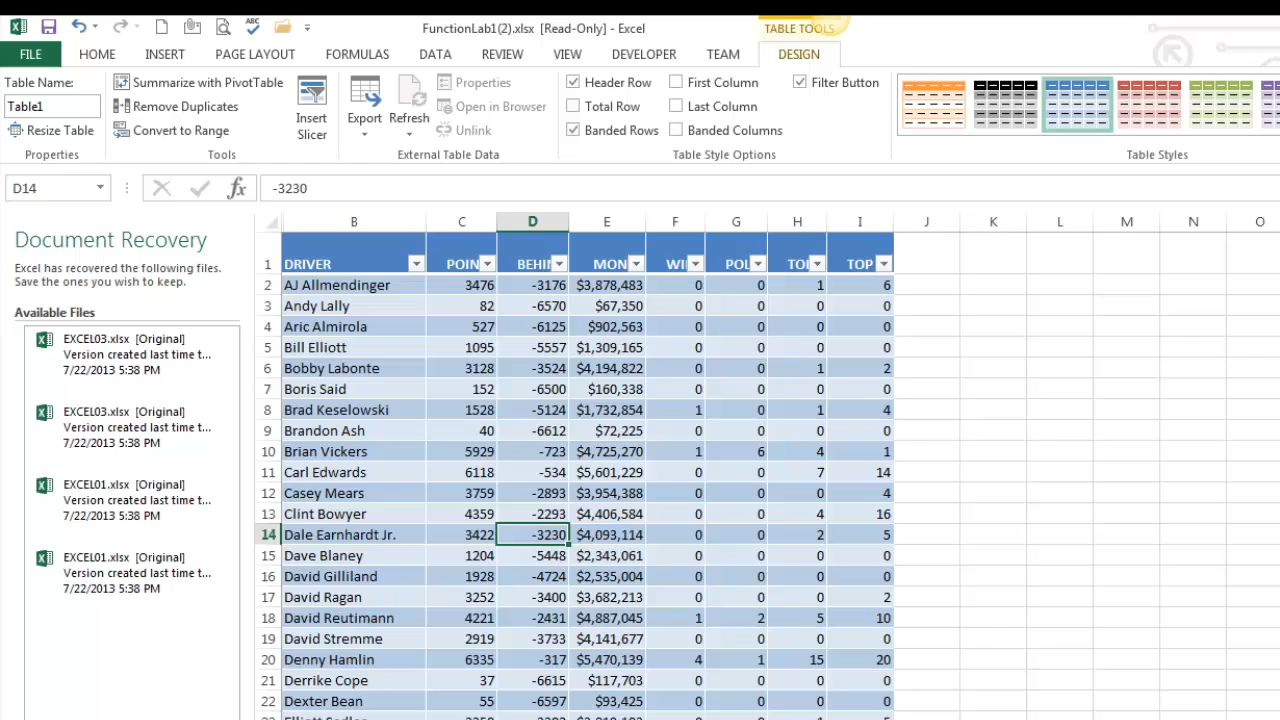 FunctionLab1(2).xlsx [Read-Only] - Excel
TABLE TOOLS
FILE HOME INSERT PAGE LAYOUT FORMULAS DATA REVIEW VIEW DEVELOPER TEAM DESIGN
Table Name:
Table1
Resize Table
Properties
Summarize with PivotTable
Remove Duplicates
Convert to Range
Tools
Insert
Slicer
Export
Refresh
Properties
Open in Browser
Unlink
External Table Data
Header Row
Total Row
Banded Rows
First Column
Last Column
Banded Columns
Filter Button
Table Style Options
Table Styles
D14
fx
-3230
Document Recovery
Excel has recovered the following files.
Save the ones you wish to keep.
Available Files
EXCEL03.xlsx [Original]
Version created last time t...
7/22/2013 5:38 PM
EXCEL03.xlsx [Original]
Version created last time t...
7/22/2013 5:38 PM
EXCEL01.xlsx [Original]
Version created last time t...
7/22/2013 5:38 PM
EXCEL01.xlsx [Original]
Version created last time t...
7/22/2013 5:38 PM
B C D E F G H I J K L M N O
1 DRIVER POIN BEHI MON WI POL TO TOP
2 AJ Allmendinger 3476 -3176 $3,878,483 0 0 1 6
3 Andy Lally 82 -6570 $67,350 0 0 0 0
4 Aric Almirola 527 -6125 $902,563 0 0 0 0
5 Bill Elliott 1095 -5557 $1,309,165 0 0 0 0
6 Bobby Labonte 3128 -3524 $4,194,822 0 0 1 2
7 Boris Said 152 -6500 $160,338 0 0 0 0
8 Brad Keselowski 1528 -5124 $1,732,854 1 0 1 4
9 Brandon Ash 40 -6612 $72,225 0 0 0 0
10 Brian Vickers 5929 -723 $4,725,270 1 6 4 1
11 Carl Edwards 6118 -534 $5,601,229 0 0 7 14
12 Casey Mears 3759 -2893 $3,954,388 0 0 0 4
13 Clint Bowyer 4359 -2293 $4,406,584 0 0 4 16
14 Dale Earnhardt Jr. 3422 -3230 $4,093,114 0 0 2 5
15 Dave Blaney 1204 -5448 $2,343,061 0 0 0 0
16 David Gilliland 1928 -4724 $2,535,004 0 0 0 0
17 David Ragan 3252 -3400 $3,682,213 0 0 0 2
18 David Reutimann 4221 -2431 $4,887,045 1 2 5 10
19 David Stremme 2919 -3733 $4,141,677 0 0 0 0
20 Denny Hamlin 6335 -317 $5,470,139 4 1 15 20
21 Derrike Cope 37 -6615 $117,703 0 0 0 0
22 Dexter Bean 55 -6597 $93,425 0 0 0 0